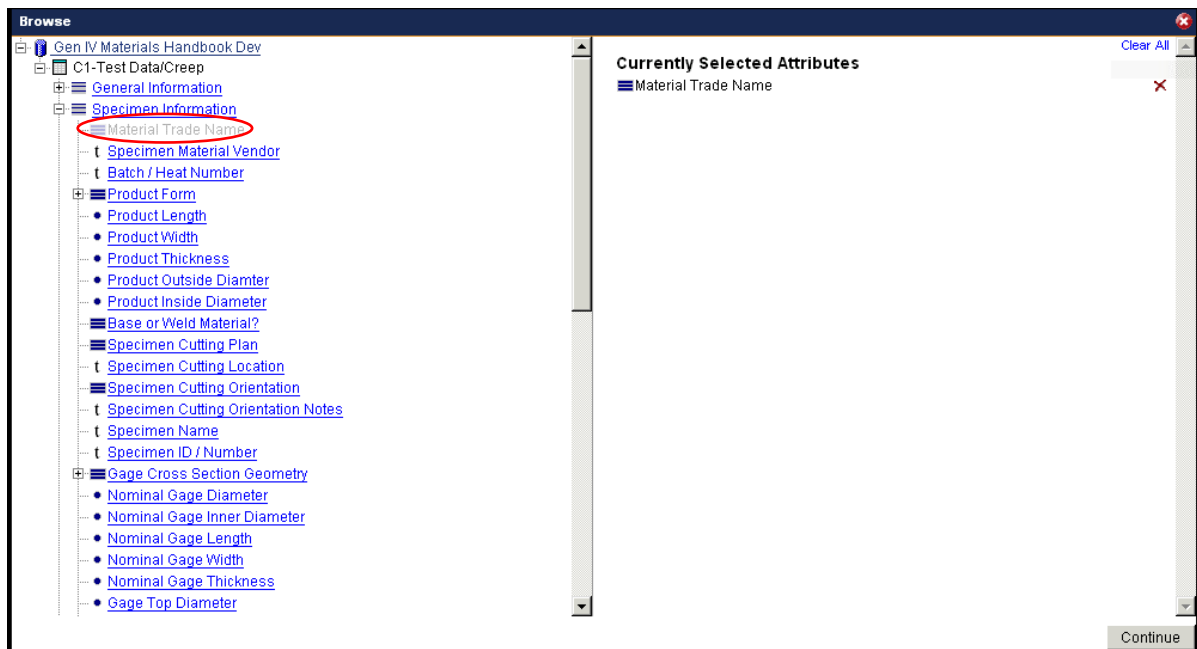 Browse
Gen IV Materials Handbook Dev
C1-Test Data/Creep
General Information
Specimen Information
Material Trade Name
t Specimen Material Vendor
t Batch / Heat Number
Product Form
Product Length
Product Width
Product Thickness
Product Outside Diamter
Product Inside Diameter
Base or Weld Material?
Specimen Cutting Plan
t Specimen Cutting Location
Specimen Cutting Orientation
t Specimen Cutting Orientation Notes
t Specimen Name
t Specimen ID / Number
Gage Cross Section Geometry
Nominal Gage Diameter
Nominal Gage Inner Diameter
Nominal Gage Length
Nominal Gage Width
Nominal Gage Thickness
Gage Top Diameter
Clear All
Currently Selected Attributes
Material Trade Name
Continue